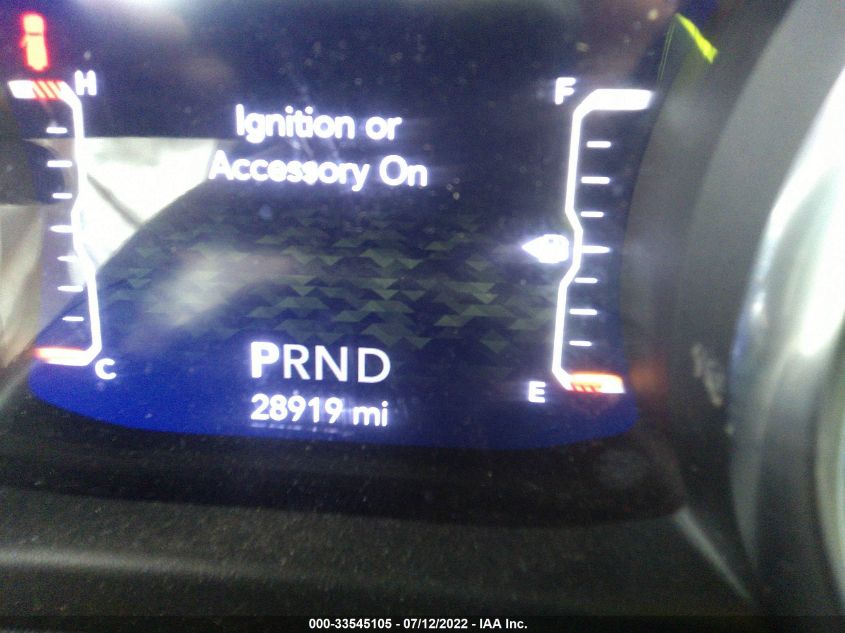 H
F
Ignition or
Accessory On
PRND
C
E
28919 mi
000-33545105 - 07/12/2022 - IAA Inc.